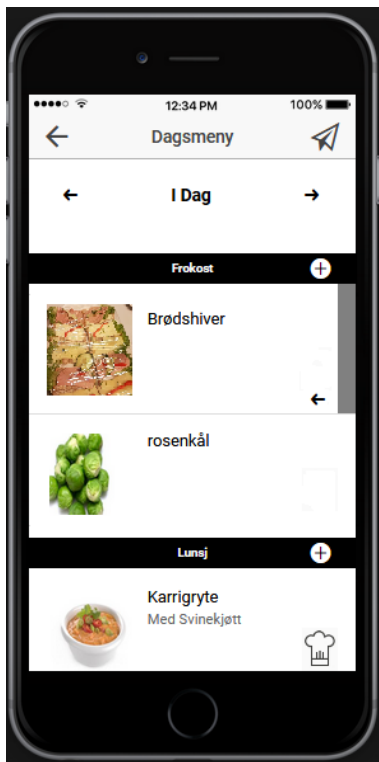 12:34 PM
100%
Dagsmeny
I Dag
Frokost
Brødshiver
rosenkål
Lunsj
Karrigryte
Med Svinekjøtt